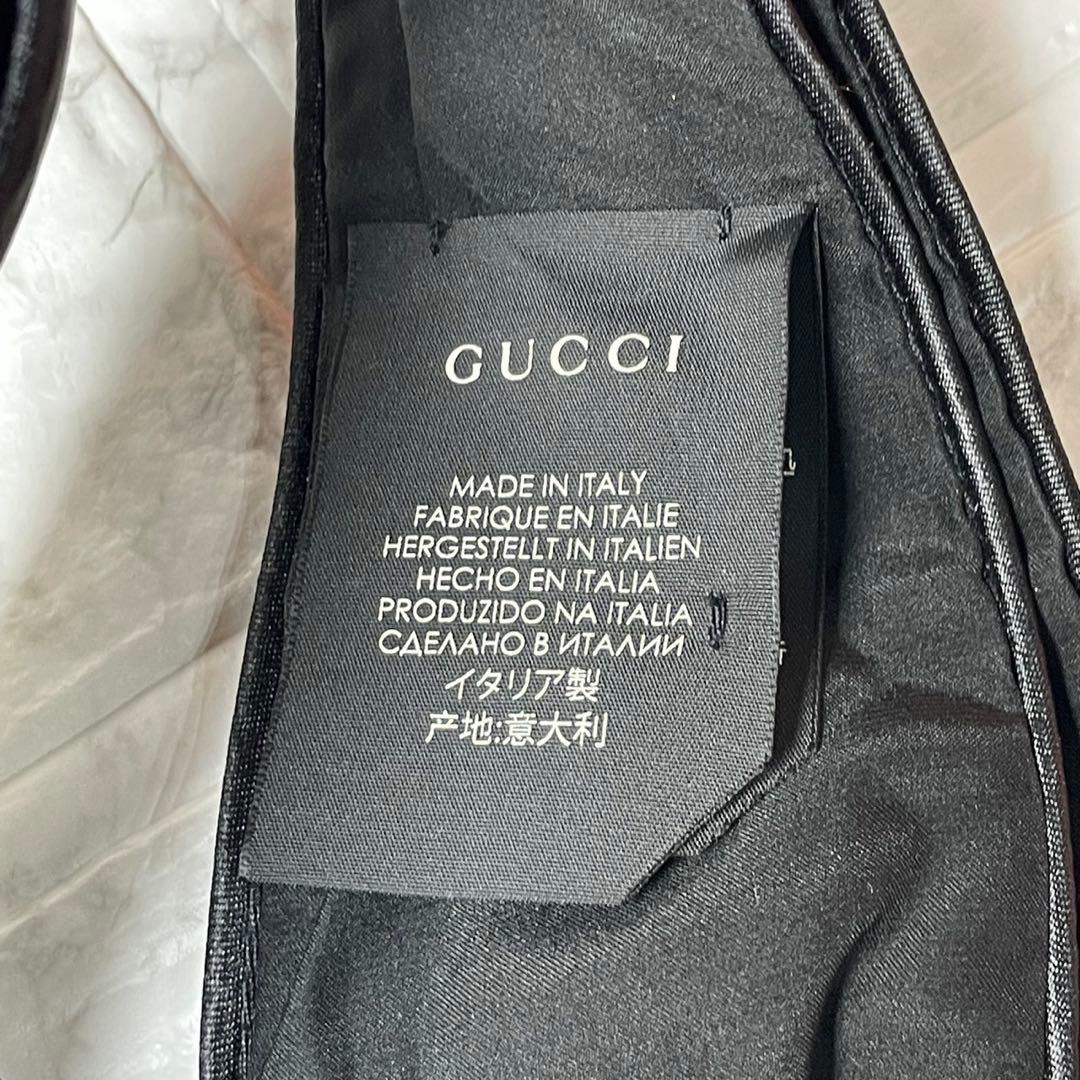 GUCCI
MADE IN ITALY
FABRIQUE EN ITALIE
HERGESTELLT IN ITALIEN
HECHO EN ITALIA
PRODUZIDO NA ITALIA
СДЕЛАНО В ИТАЛИИ
イタリア製
产地:意大利